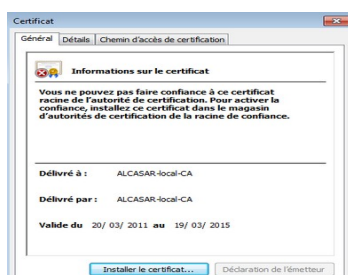 Certificat
Général Détails Chemin d'accès de certification
Informations sur le certificat
Vous ne pouvez pas faire confiance à ce certificat
racine de l'autorité de certification. Pour activer la
confiance, installez ce certificat dans le magasin
d'autorités de certification de la racine de confiance.
Délivré à : ALCASAR-local-CA
Délivré par : ALCASAR-local-CA
Valide du 20/ 03/ 2011 au 19/ 03/ 2015
Installer le certificat... Déclaration de l'émetteur